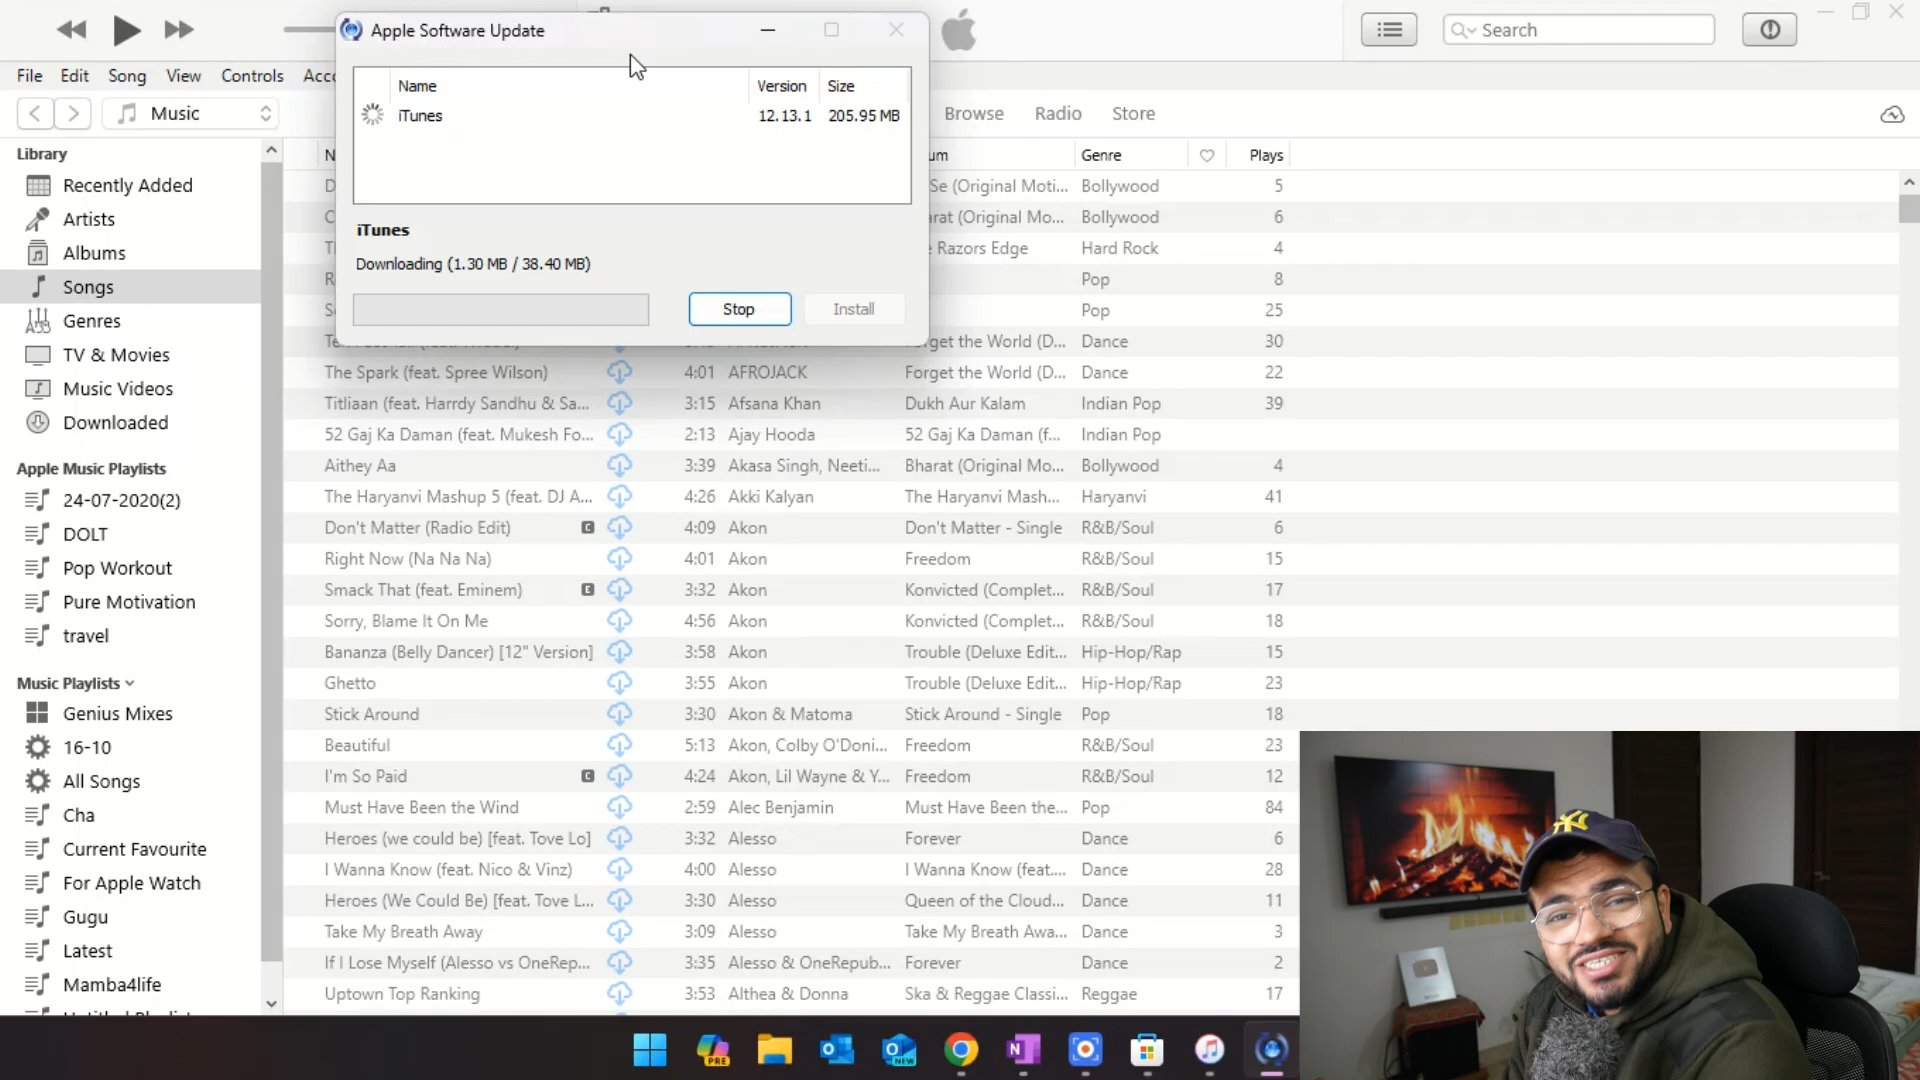 Apple Software Update
Search
File Edit Song View Controls
Name Version Size
iTunes 12.13.1 205.95 MB
Music
Browse Radio Store
iTunes
Downloading (1.30 MB / 38.40 MB)
Stop Install
Library
Recently Added
Artists
Albums
Songs
Genres
TV & Movies
Music Videos
Downloaded
Apple Music Playlists
24-07-2020(2)
DOLT
Pop Workout
Pure Motivation
travel
Music Playlists
Genius Mixes
16-10
All Songs
Cha
Current Favourite
For Apple Watch
Gugu
Latest
Mamba4life
Genre Plays
Se (Original Moti... Bollywood 5
(Original Mo... Bollywood 6
Razors Edge Hard Rock 4
Pop 8
Pop 25
the World (D... Dance 30
The Spark (feat. Spree Wilson) 4:01 AFROJACK Forget the World (D... Dance 22
Titliaan (feat. Harrdy Sandhu & Sa... 3:15 Afsana Khan Dukh Aur Kalam Indian Pop 39
52 Gaj Ka Daman (feat. Mukesh Fo... 2:13 Ajay Hooda 52 Gaj Ka Daman (f... Indian Pop
Aithey Aa 3:39 Akasa Singh, Neeti... Bharat (Original Mo... Bollywood 4
The Haryanvi Mashup 5 (feat. DJ A... 4:26 Akki Kalyan The Haryanvi Mash... Haryanvi 41
Don't Matter (Radio Edit) C 4:09 Akon Don't Matter - Single R&B/Soul 6
Right Now (Na Na Na) 4:01 Akon Freedom R&B/Soul 15
Smack That (feat. Eminem) E 3:32 Akon Konvicted (Complet... R&B/Soul 17
Sorry, Blame It On Me 4:56 Akon Konvicted (Complet... R&B/Soul 18
Bananza (Belly Dancer) [12" Version] 3:58 Akon Trouble (Deluxe Edit... Hip-Hop/Rap 15
Ghetto 3:55 Akon Trouble (Deluxe Edit... Hip-Hop/Rap 23
Stick Around 3:30 Akon & Matoma Stick Around - Single Pop 18
Beautiful 5:13 Akon, Colby O'Doni... Freedom R&B/Soul 23
I'm So Paid C 4:24 Akon, Lil Wayne & Y... Freedom R&B/Soul 12
Must Have Been the Wind 2:59 Alec Benjamin Must Have Been the... Pop 84
Heroes (we could be) [feat. Tove Lo] 3:32 Alesso Forever Dance 6
I Wanna Know (feat. Nico & Vinz) 4:00 Alesso I Wanna Know (feat.... Dance 28
Heroes (We Could Be) [feat. Tove L... 3:30 Alesso Queen of the Cloud... Dance 11
Take My Breath Away 3:09 Alesso Take My Breath Awa... Dance 3
If I Lose Myself (Alesso vs OneRep... 3:35 Alesso & OneRepub... Forever Dance 2
Uptown Top Ranking 3:53 Althea & Donna Ska & Reggae Classi... Reggae 17
PRE
NEW
NY